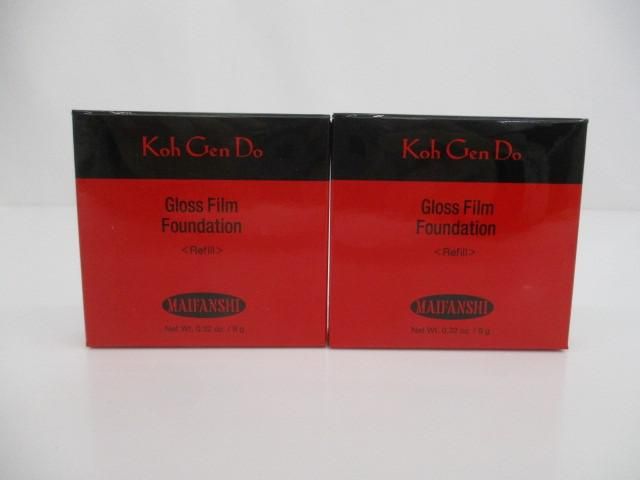 Koh Gen Do
Gloss Film
Foundation
<Refill>
MAIFANSHI
Net Wt. 0.32 oz. / 9 g
Koh Gen Do
Gloss Film
Foundation
<Refill>
MAIFANSHI
Net Wt. 0.32 oz. / 9 g